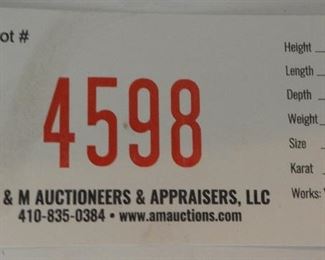 ot #
4598
& M AUCTIONEERS & APPRAISERS, LLC
410-835-0384 • www.amauctions.com
Height
Length
Depth
Weight
Size
Karat
Works: